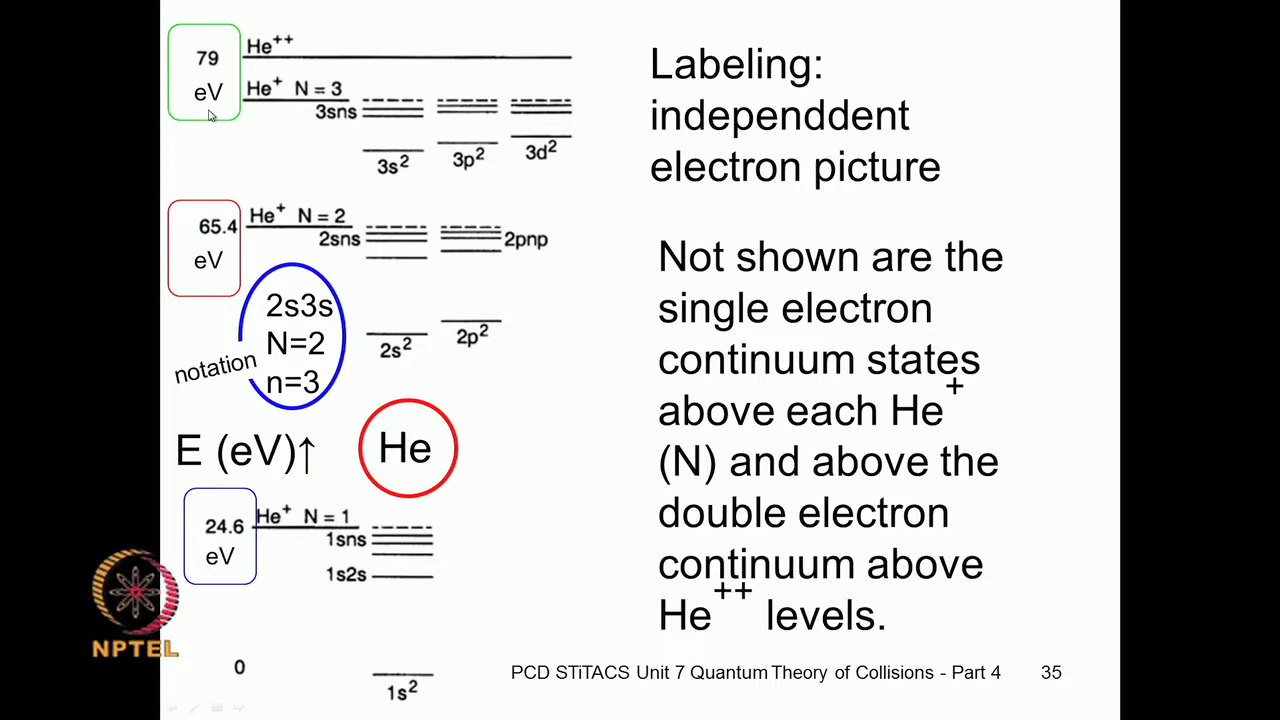 79
eV
He++
He+ N = 3
3sns
3s2
3p2
3d2
65.4
eV
He+ N = 2
2sns
2pnp
2s2
2p2
notation
2s3s
N=2
n=3
E (eV)↑
He
24.6
eV
He+ N = 1
1sns
1s2s
0
1s2
Labeling:
independdent
electron picture
Not shown are the
single electron
continuum states
above each He+
(N) and above the
double electron
continuum above
He++ levels.
NPTEL
PCD STiTACS Unit 7 Quantum Theory of Collisions - Part 4 35